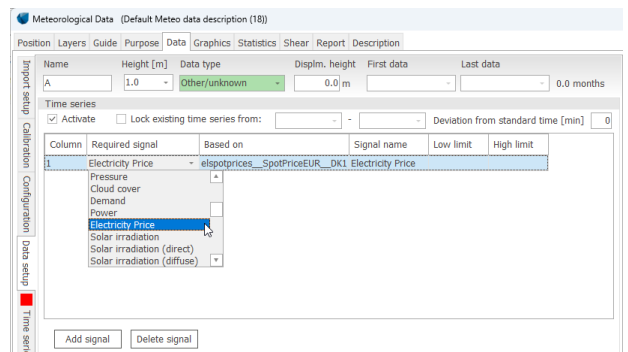 Meteorological Data (Default Meteo data description (18))
Position Layers Guide Purpose Data Graphics Statistics Shear Report Description
Import setup
Calibration
Configuration
Data setup
Time seri
Name Height [m] Data type Displm. height First data Last data
A 1.0 Other/unknown 0.0 m - 0.0 months
Time series
Activate Lock existing time series from: - Deviation from standard time [min] 0
Column Required signal Based on Signal name Low limit High limit
1 Electricity Price elspotprices__SpotPriceEUR__DK1 Electricity Price
Pressure
Cloud cover
Demand
Power
Electricity Price
Solar irradiation
Solar irradiation (direct)
Solar irradiation (diffuse)
Add signal Delete signal